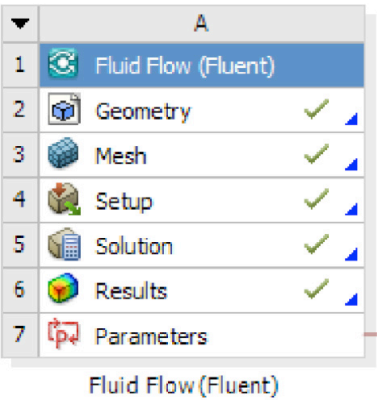 A
1 Fluid Flow (Fluent)
2 Geometry
3 Mesh
4 Setup
5 Solution
6 Results
7 Parameters
Fluid Flow (Fluent)